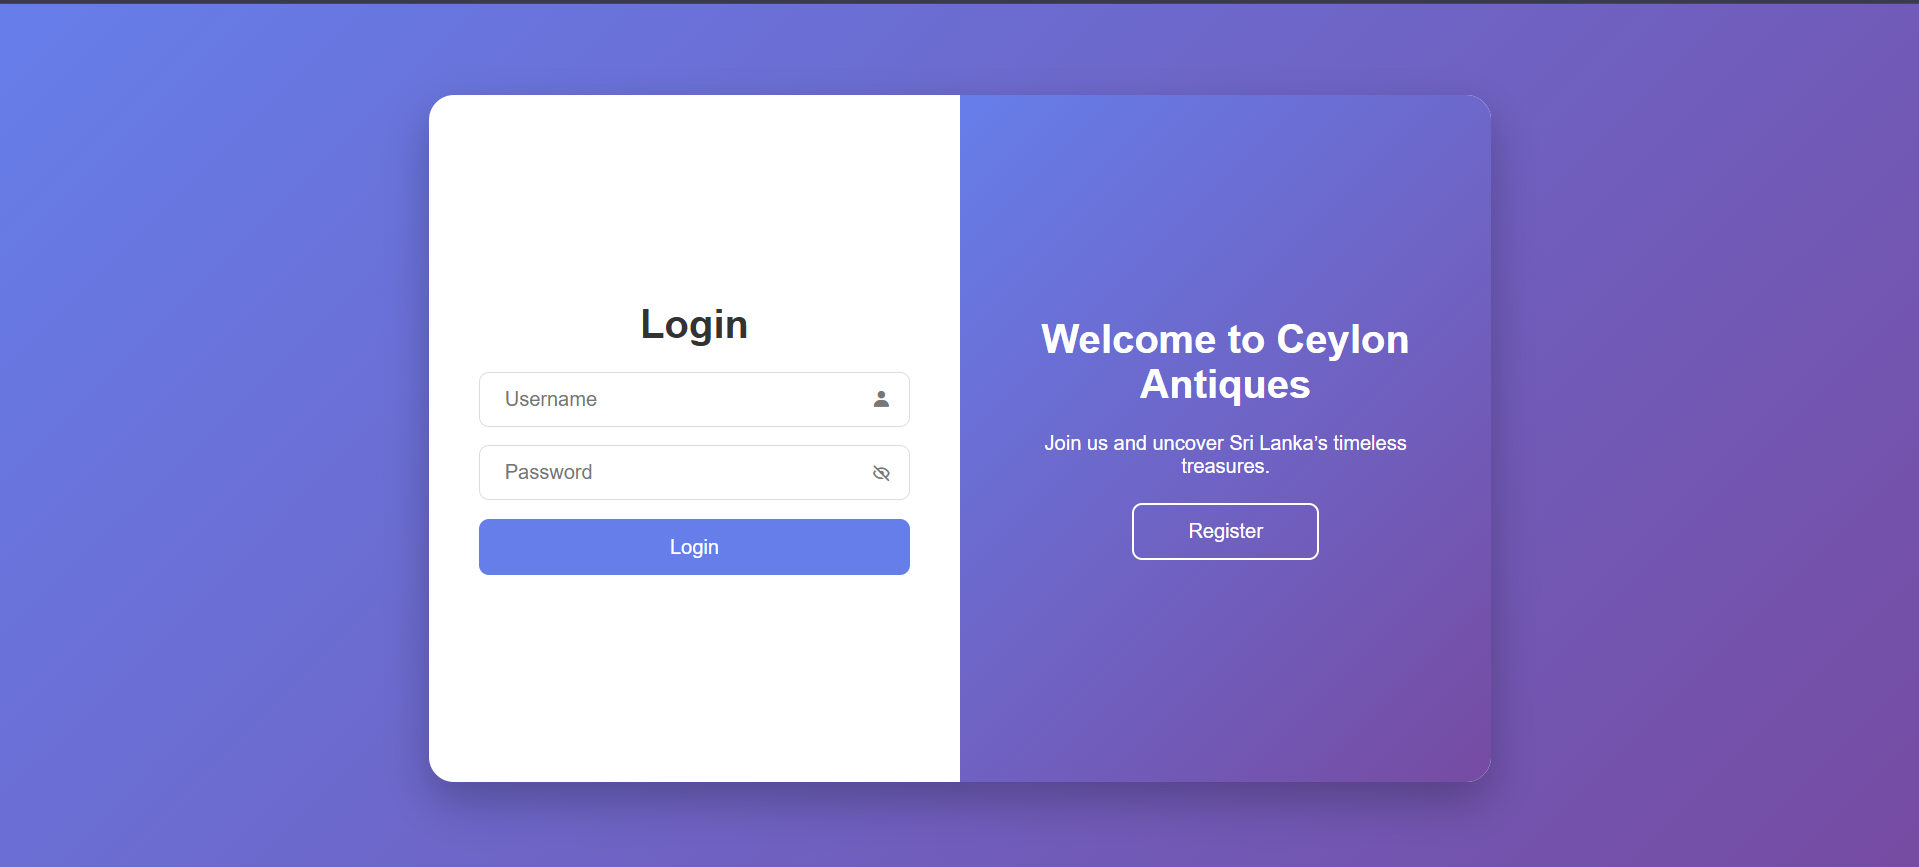 Login
Username
Password
Login
Welcome to Ceylon
Antiques
Join us and uncover Sri Lanka’s timeless
treasures.
Register